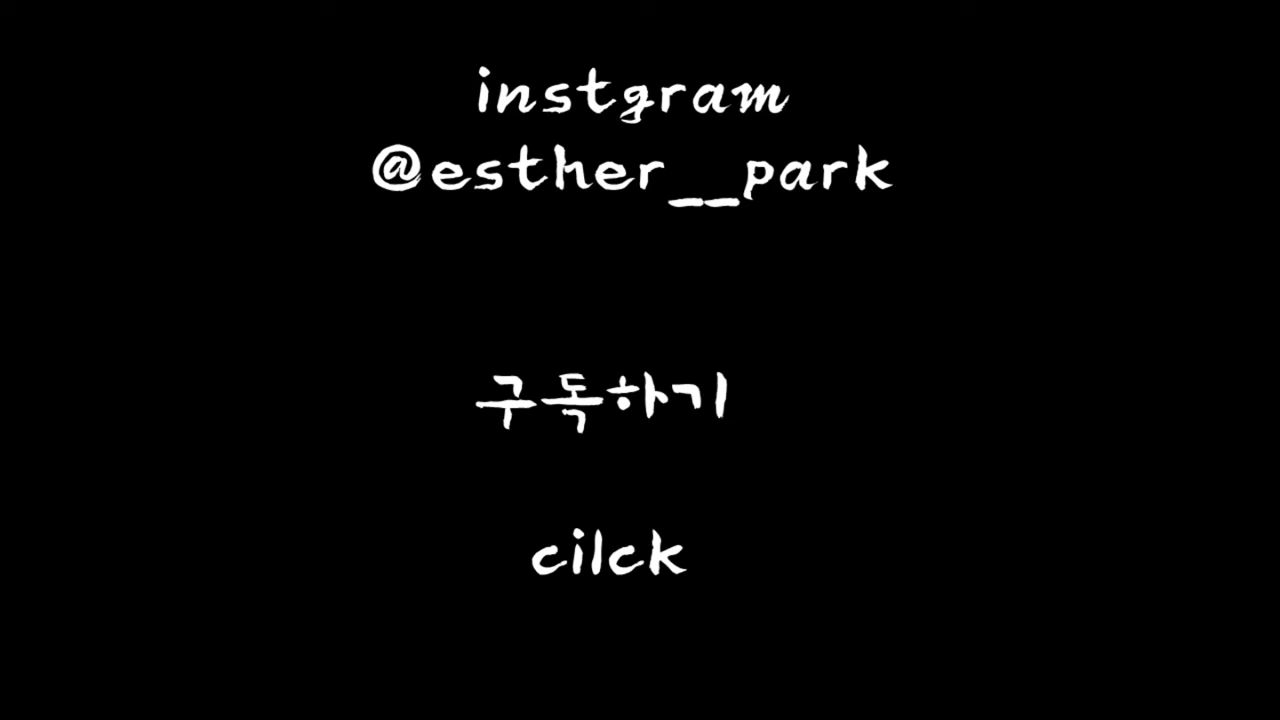 instgram
@esther__park
구독하기
cilck